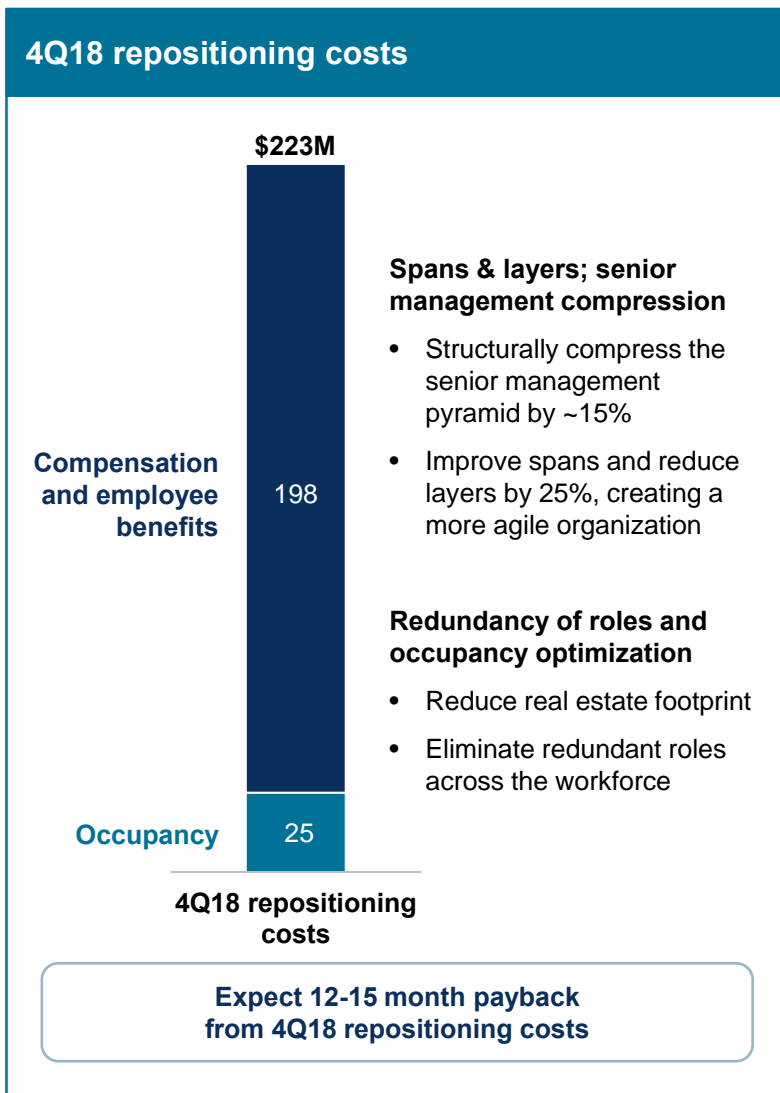 4Q18 repositioning costs
$223M
Compensation
and employee
benefits
198
Occupancy
25
4Q18 repositioning
costs
Spans & layers; senior
management compression
• Structurally compress the
senior management
pyramid by ~15%
• Improve spans and reduce
layers by 25%, creating a
more agile organization
Redundancy of roles and
occupancy optimization
• Reduce real estate footprint
• Eliminate redundant roles
across the workforce
Expect 12-15 month payback
from 4Q18 repositioning costs